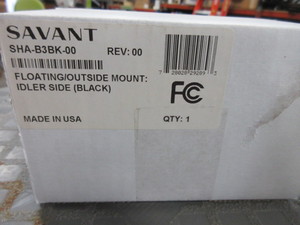 SAVANT
SHA-B3BK-00 REV: 00
FLOATING/OUTSIDE MOUNT:
IDLER SIDE (BLACK)
FC
MADE IN USA QTY: 1